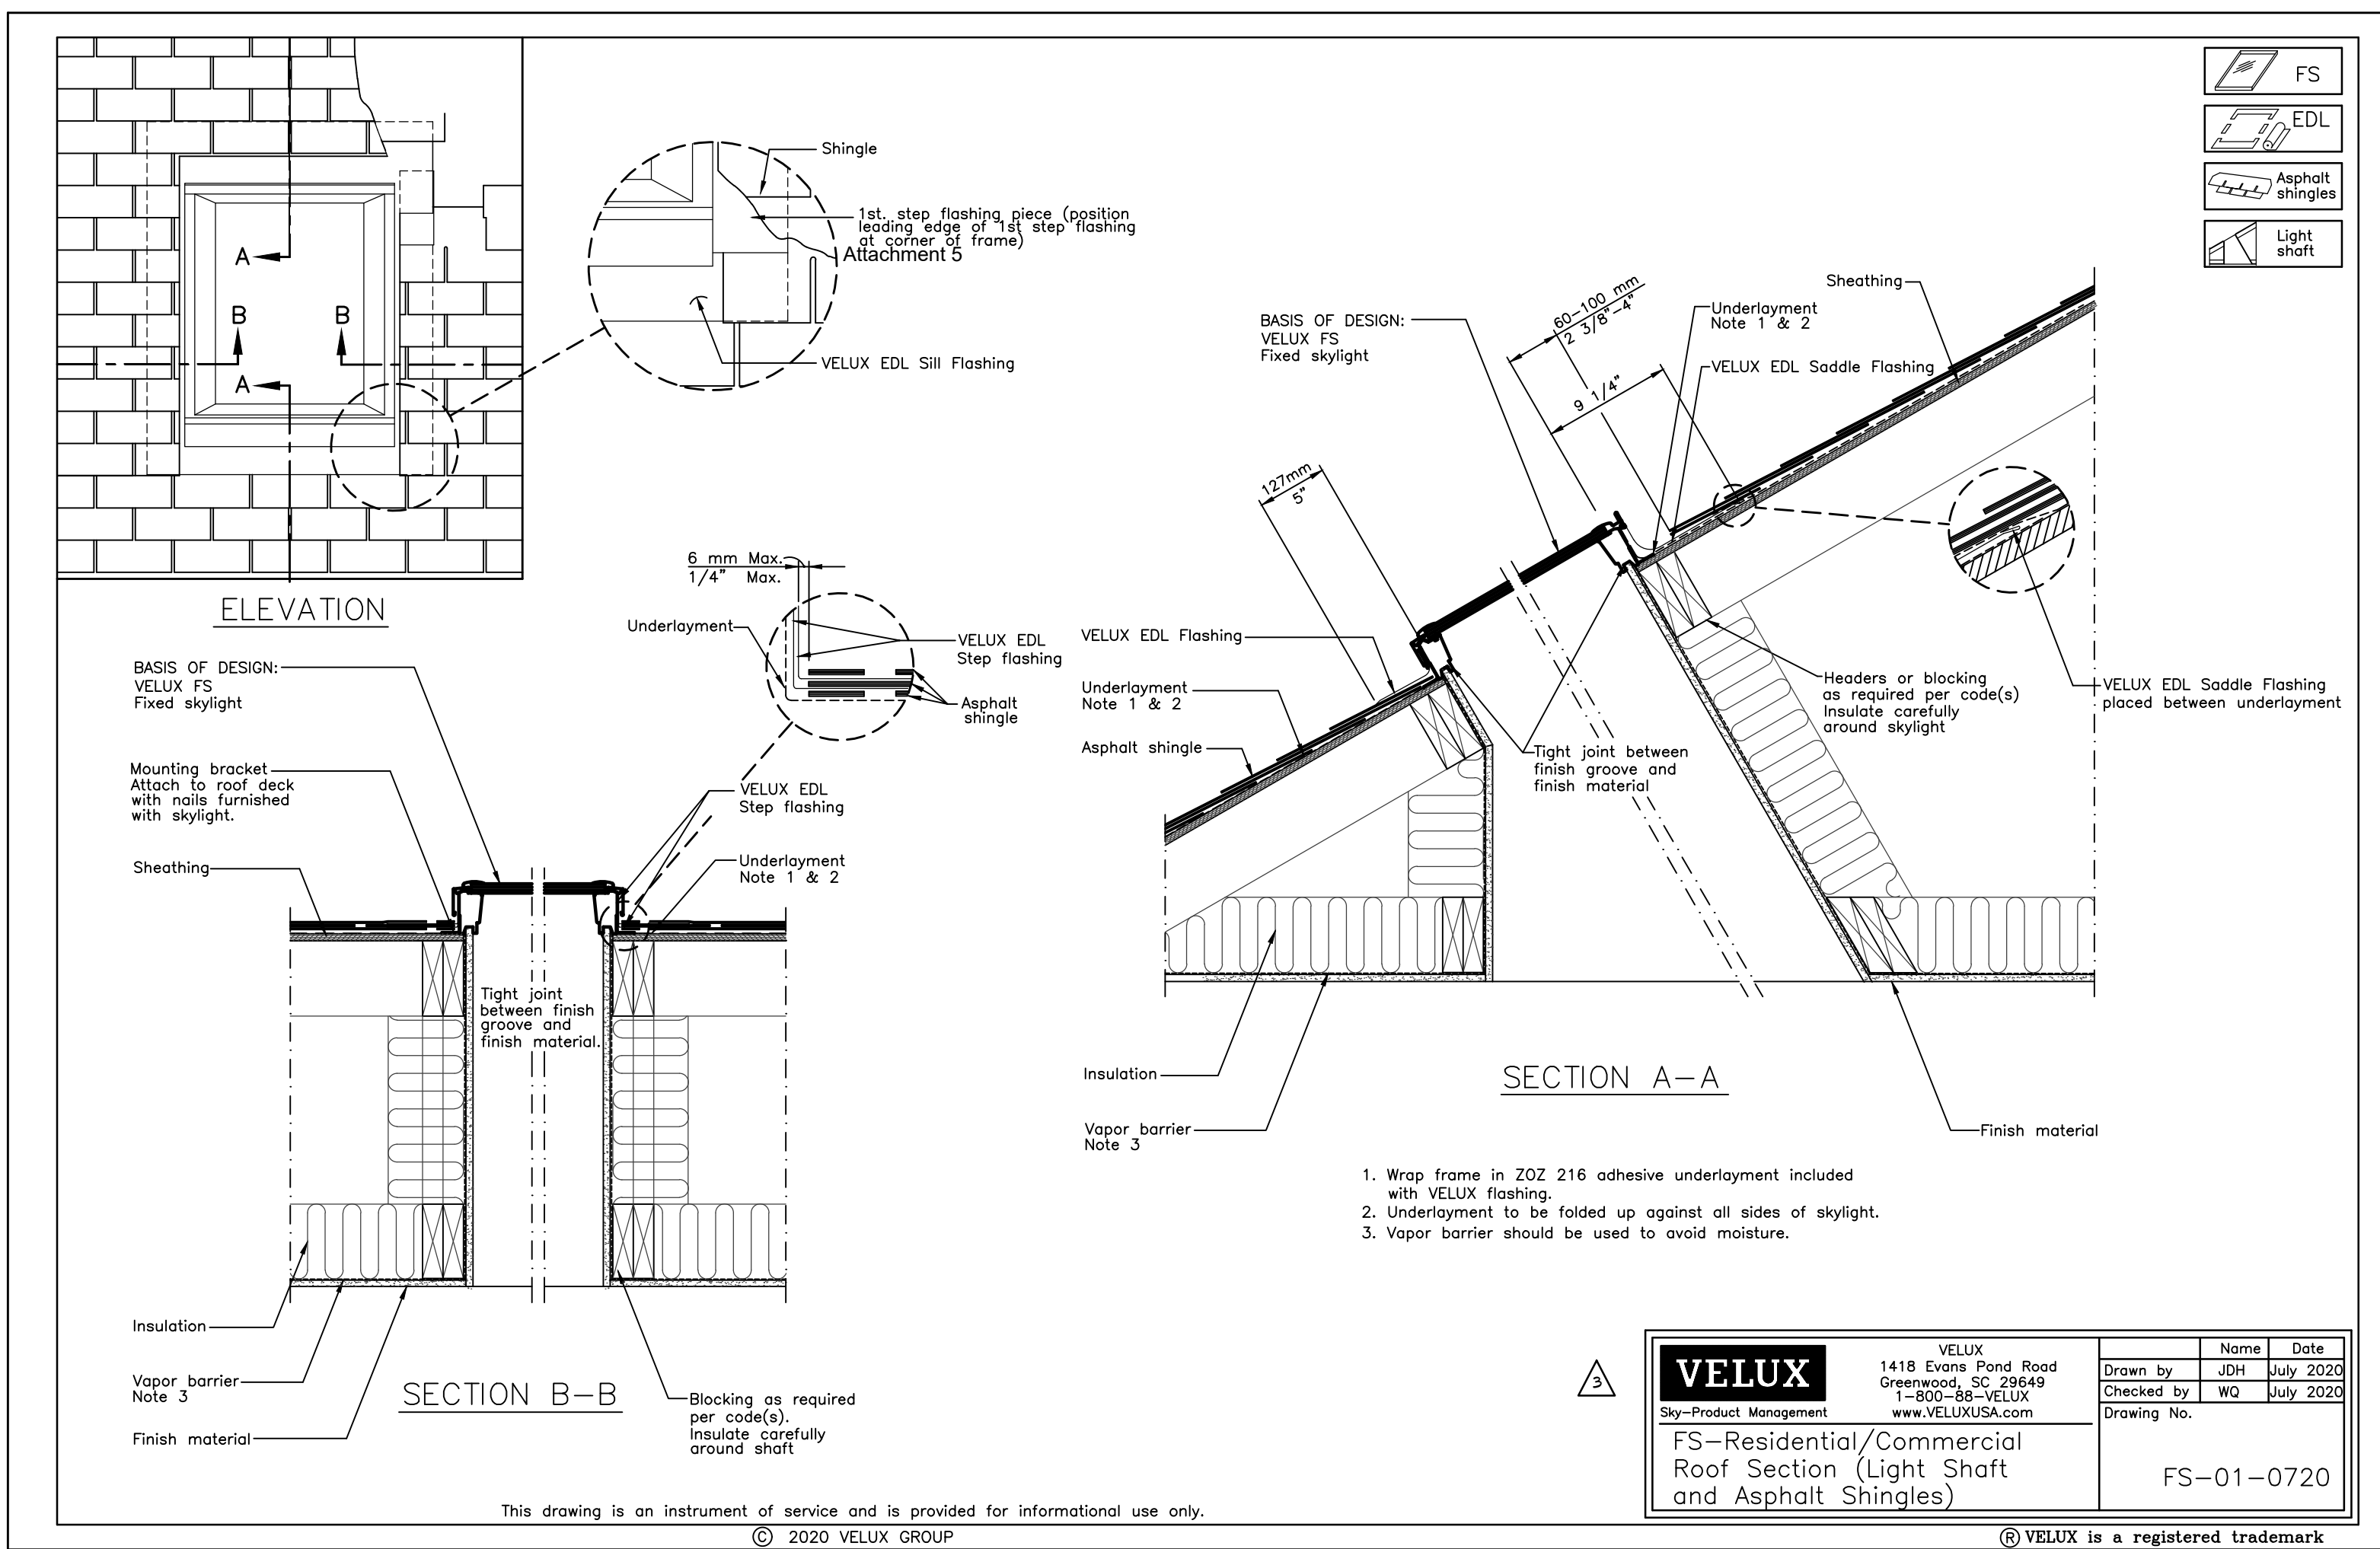 FS
EDL
Asphalt
shingles
Light
shaft
A
B
B
A
ELEVATION
Shingle
1st. step flashing piece (position
leading edge of 1st step flashing
at corner of frame)
Attachment 5
VELUX EDL Sill Flashing
6 mm Max.
1/4" Max.
Underlayment
VELUX EDL
Step flashing
Asphalt
shingle
BASIS OF DESIGN:
VELUX FS
Fixed skylight
Mounting bracket
Attach to roof deck
with nails furnished
with skylight.
Sheathing
VELUX EDL
Step flashing
Underlayment
Note 1 & 2
Tight joint
between finish
groove and
finish material.
Insulation
Vapor barrier
Note 3
Finish material
SECTION B-B
Blocking as required
per code(s).
Insulate carefully
around shaft
BASIS OF DESIGN:
VELUX FS
Fixed skylight
60-100 mm
2 3/8"-4"
9 1/4"
127mm
5"
Sheathing
Underlayment
Note 1 & 2
VELUX EDL Saddle Flashing
VELUX EDL Flashing
Underlayment
Note 1 & 2
Asphalt shingle
Headers or blocking
as required per code(s)
Insulate carefully
around skylight
VELUX EDL Saddle Flashing
placed between underlayment
Tight joint between
finish groove and
finish material
Insulation
Vapor barrier
Note 3
SECTION A-A
Finish material
1. Wrap frame in ZOZ 216 adhesive underlayment included
with VELUX flashing.
2. Underlayment to be folded up against all sides of skylight.
3. Vapor barrier should be used to avoid moisture.
3
VELUX
Sky-Product Management
VELUX
1418 Evans Pond Road
Greenwood, SC 29649
1-800-88-VELUX
www.VELUXUSA.com
Name Date
Drawn by JDH July 2020
Checked by WQ July 2020
Drawing No.
FS-01-0720
FS-Residential/Commercial
Roof Section (Light Shaft
and Asphalt Shingles)
This drawing is an instrument of service and is provided for informational use only.
© 2020 VELUX GROUP
® VELUX is a registered trademark